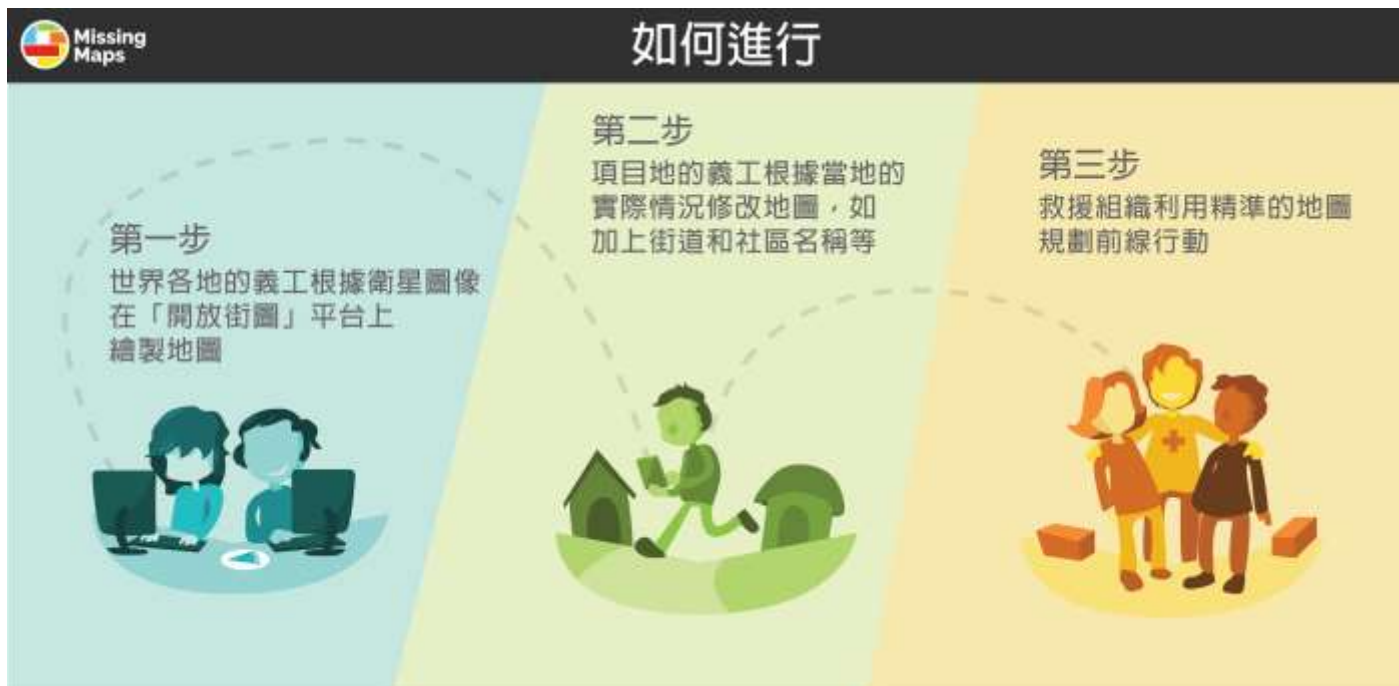 Missing
Maps
如何進行
第一步
世界各地的義工根據衛星圖像
在「開放街圖」平台上
繪製地圖
第二步
項目地的義工根據當地的
實際情況修改地圖，如
加上街道和社區名稱等
第三步
救援組織利用精準的地圖
規劃前線行動